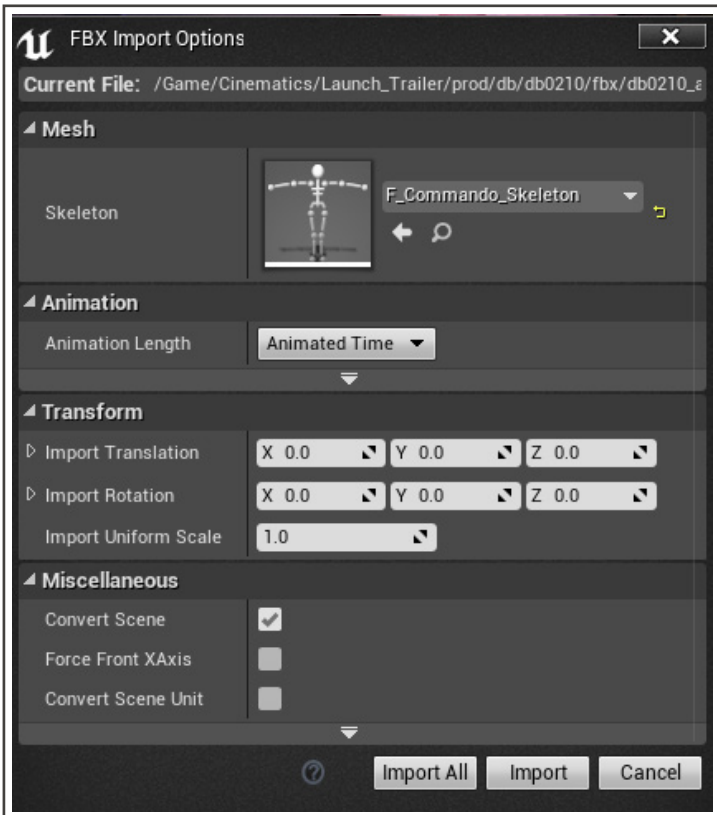 FBX Import Options
Current File: /Game/Cinematics/Launch_Trailer/prod/db/db0210/fbx/db0210_a
Mesh
Skeleton
F_Commando_Skeleton
Animation
Animation Length Animated Time
Transform
Import Translation X 0.0 Y 0.0 Z 0.0
Import Rotation X 0.0 Y 0.0 Z 0.0
Import Uniform Scale 1.0
Miscellaneous
Convert Scene
Force Front XAxis
Convert Scene Unit
Import All Import Cancel